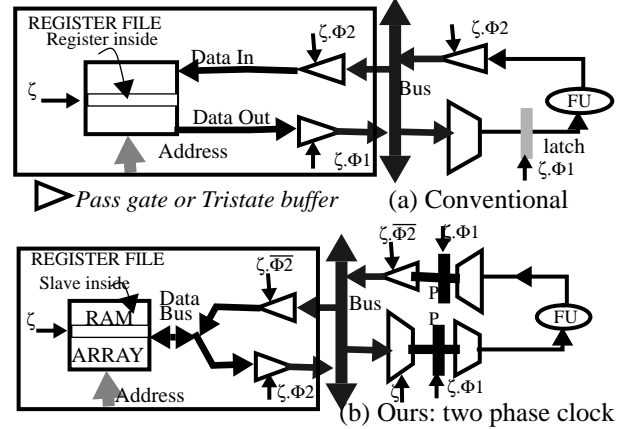 REGISTER FILE
Register inside
ζ.Φ2
ζ.Φ2
Data In
ζ
Bus
FU
Data Out
Address
latch
ζ.Φ1
ζ.Φ1
Pass gate or Tristate buffer
(a) Conventional
REGISTER FILE
Slave inside
ζ.Φ̅2̅
ζ.Φ̅2̅
ζ.Φ1
Data
Bus
Bus
P
P
ζ
RAM
ARRAY
FU
Address
ζ.Φ2
ζ
ζ.Φ1
(b) Ours: two phase clock